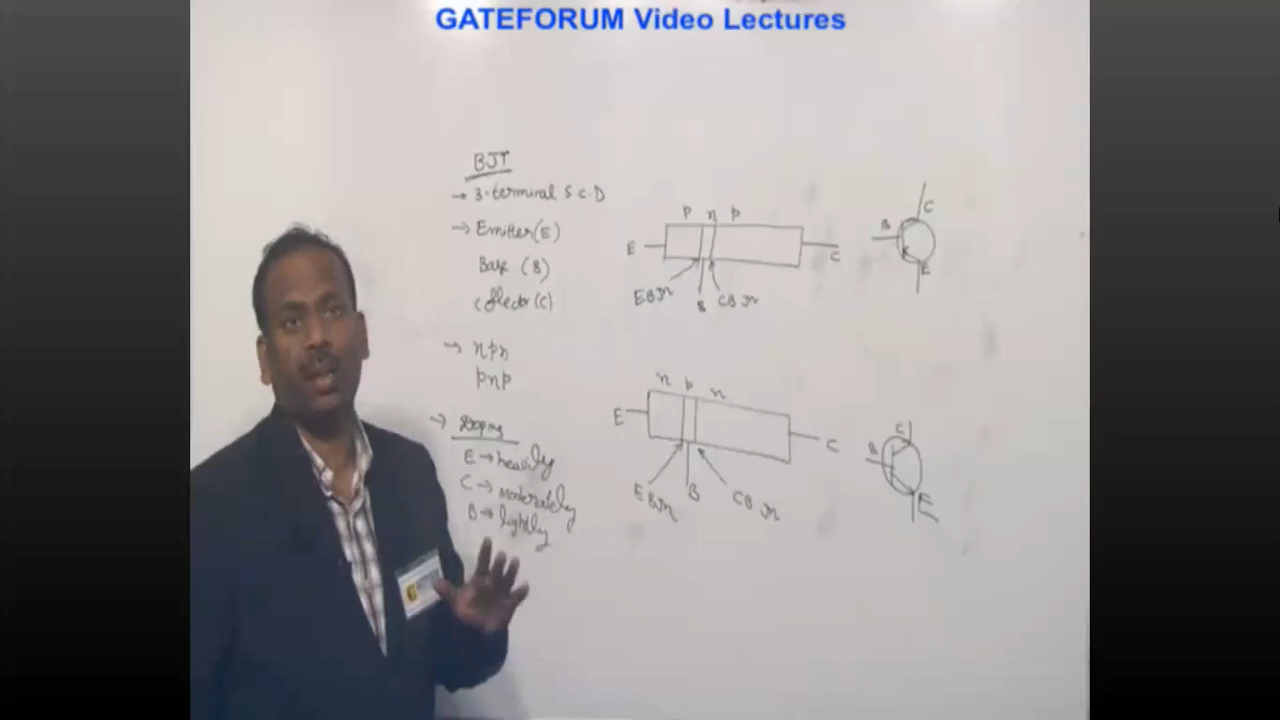 GATEFORUM Video Lectures
BJT
→ 3-terminal S.C.D
→ Emitter (E)
Base (B)
Collector (C)
→ npn
pnp
→ Doping
E → heavily
C → moderately
B → lightly
p n p
E C
EB Jn B CB Jn
C
B
E
n p n
E C
EB Jn B CB Jn
C
B
E